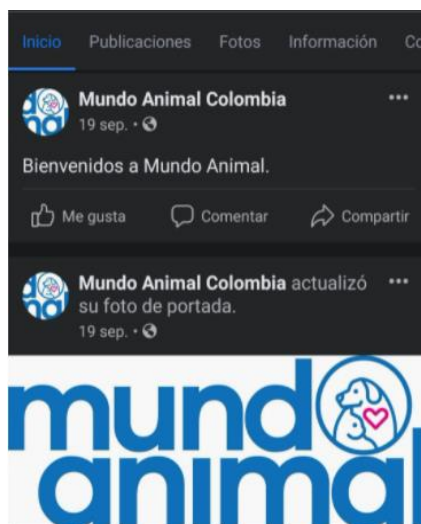 Inicio Publicaciones Fotos Información Co
Mundo Animal Colombia
19 sep. •
Bienvenidos a Mundo Animal.
Me gusta Comentar Compartir
Mundo Animal Colombia actualizó
su foto de portada.
19 sep. •
mundo
animal